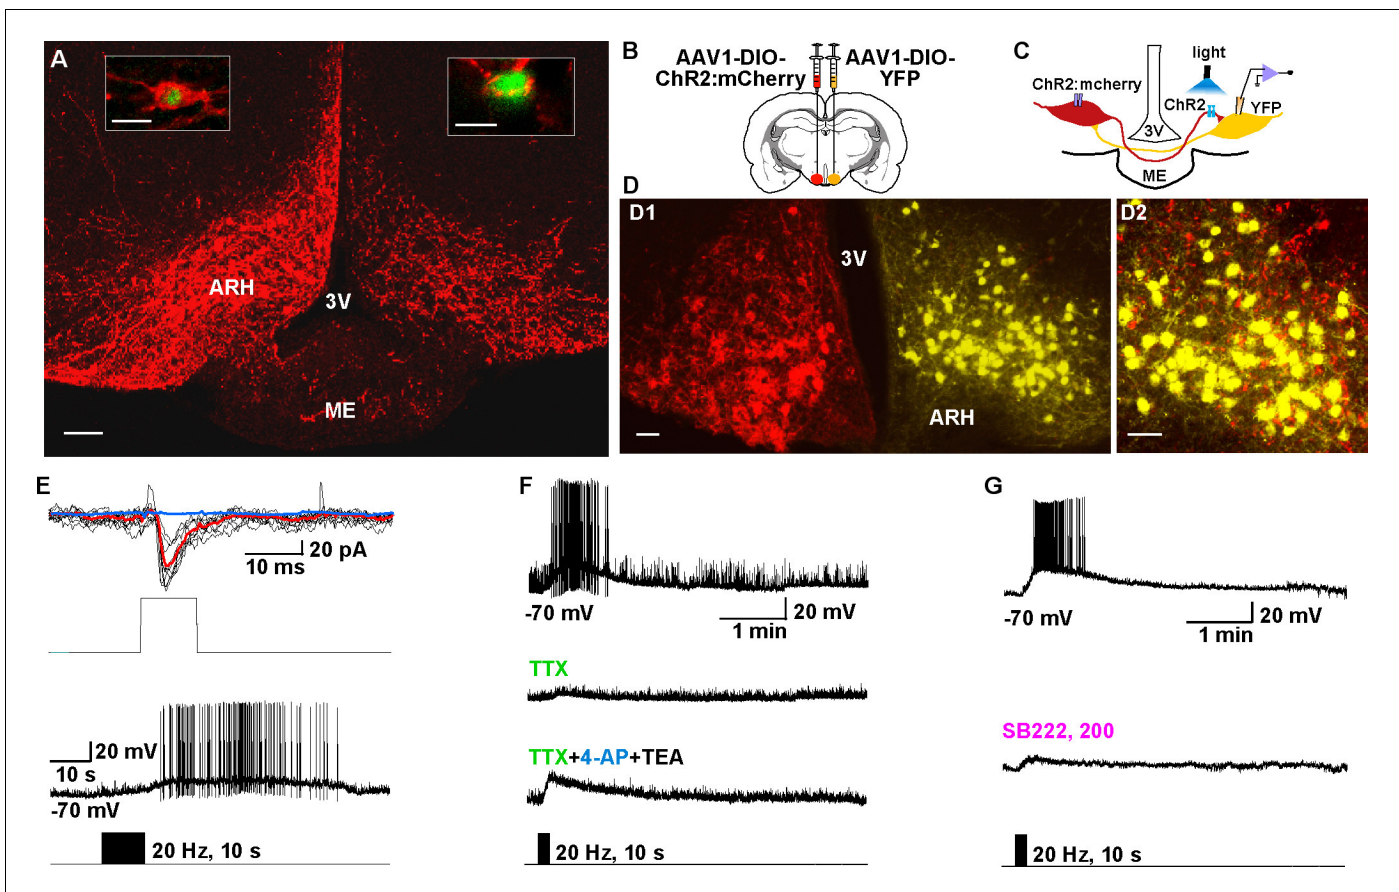 A
ARH
3V
ME
B
AAV1-DIO-
ChR2:mCherry
AAV1-DIO-
YFP
C
light
ChR2:mcherry
ChR2
YFP
3V
ME
D
D1
3V
ARH
D2
E
20 pA
10 ms
20 mV
10 s
-70 mV
20 Hz, 10 s
F
-70 mV
20 mV
1 min
TTX
TTX+4-AP+TEA
20 Hz, 10 s
G
-70 mV
20 mV
1 min
SB222, 200
20 Hz, 10 s